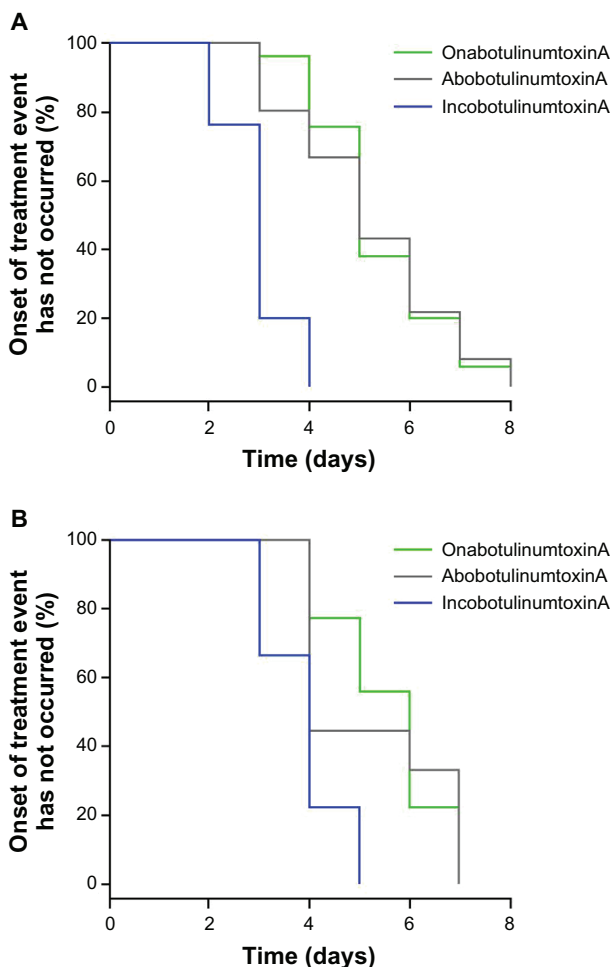 A
100
80
60
40
20
0
Onset of treatment event
has not occurred (%)
OnabotulinumtoxinA
AbobotulinumtoxinA
IncobotulinumtoxinA
0 2 4 6 8
Time (days)
B
100
80
60
40
20
0
Onset of treatment event
has not occurred (%)
OnabotulinumtoxinA
AbobotulinumtoxinA
IncobotulinumtoxinA
0 2 4 6 8
Time (days)